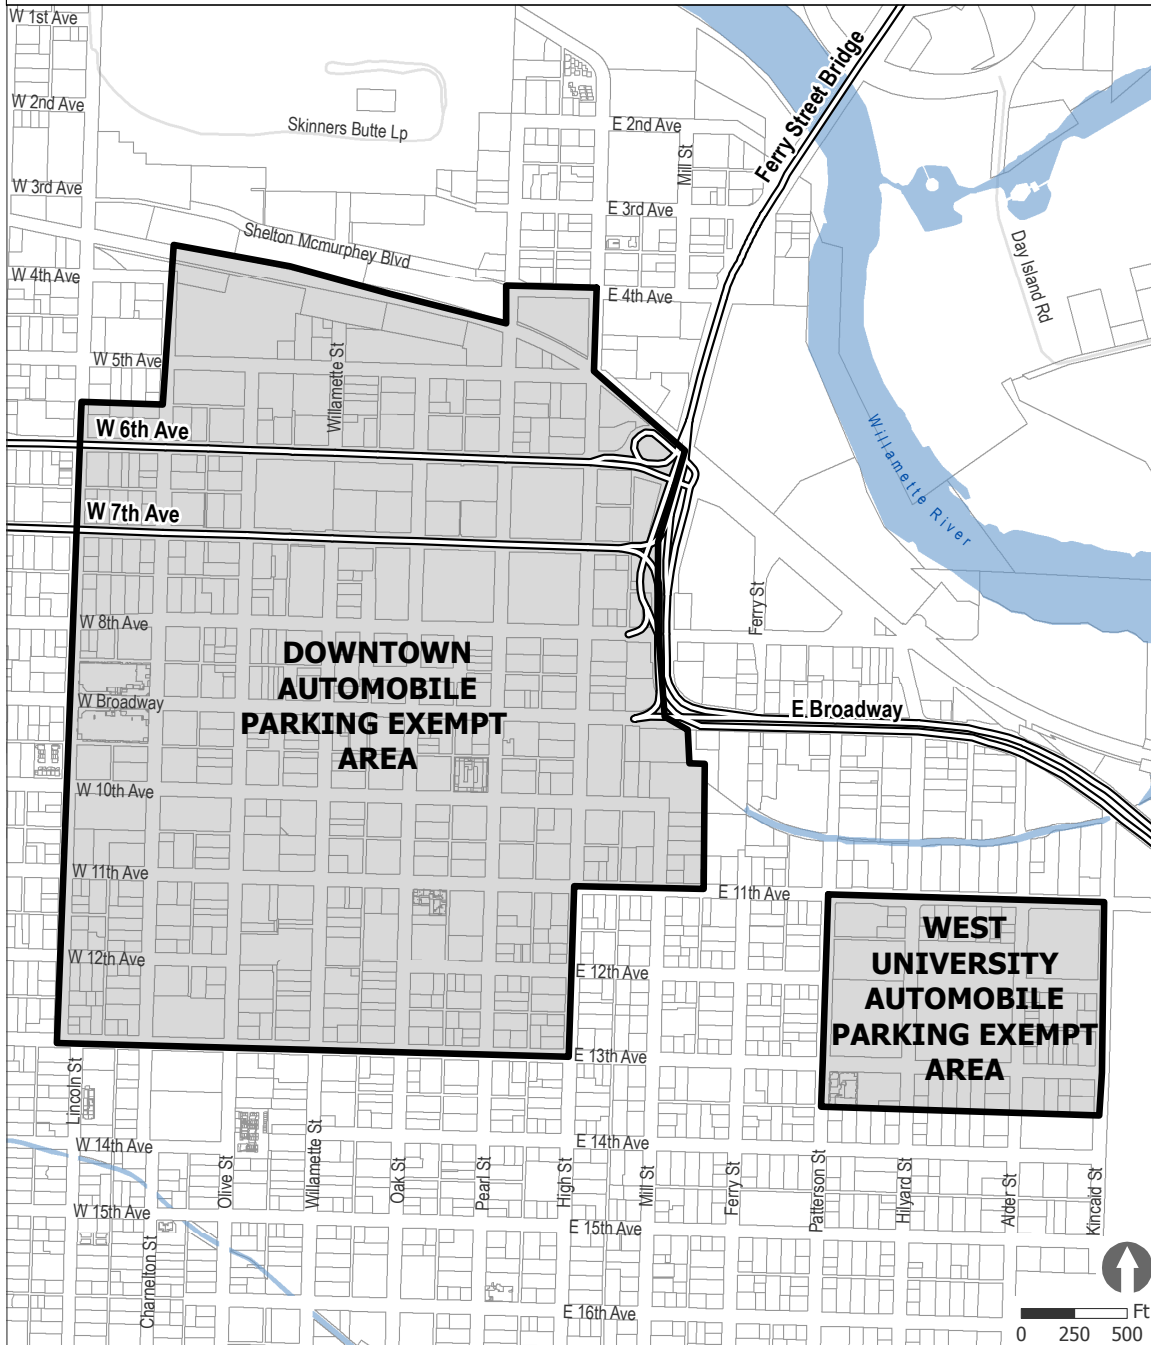 W 1st Ave
W 2nd Ave
Skinners Butte Lp
E 2nd Ave
Mill St
Ferry Street Bridge
W 3rd Ave
E 3rd Ave
Shelton Mcmurphey Blvd
Day Island Rd
W 4th Ave
E 4th Ave
W 5th Ave
Willamette St
W 6th Ave
W 7th Ave
Willamette River
Ferry St
W 8th Ave
DOWNTOWN
AUTOMOBILE
PARKING EXEMPT
AREA
W Broadway
E Broadway
W 10th Ave
W 11th Ave
E 11th Ave
WEST
UNIVERSITY
AUTOMOBILE
PARKING EXEMPT
AREA
W 12th Ave
E 12th Ave
E 13th Ave
Lincoln St
W 14th Ave
E 14th Ave
Olive St
Willamette St
Oak St
Pearl St
High St
Mill St
Ferry St
Patterson St
Hilyard St
Alder St
Kincaid St
W 15th Ave
E 15th Ave
Charnelton St
E 16th Ave
Ft
0 250 500